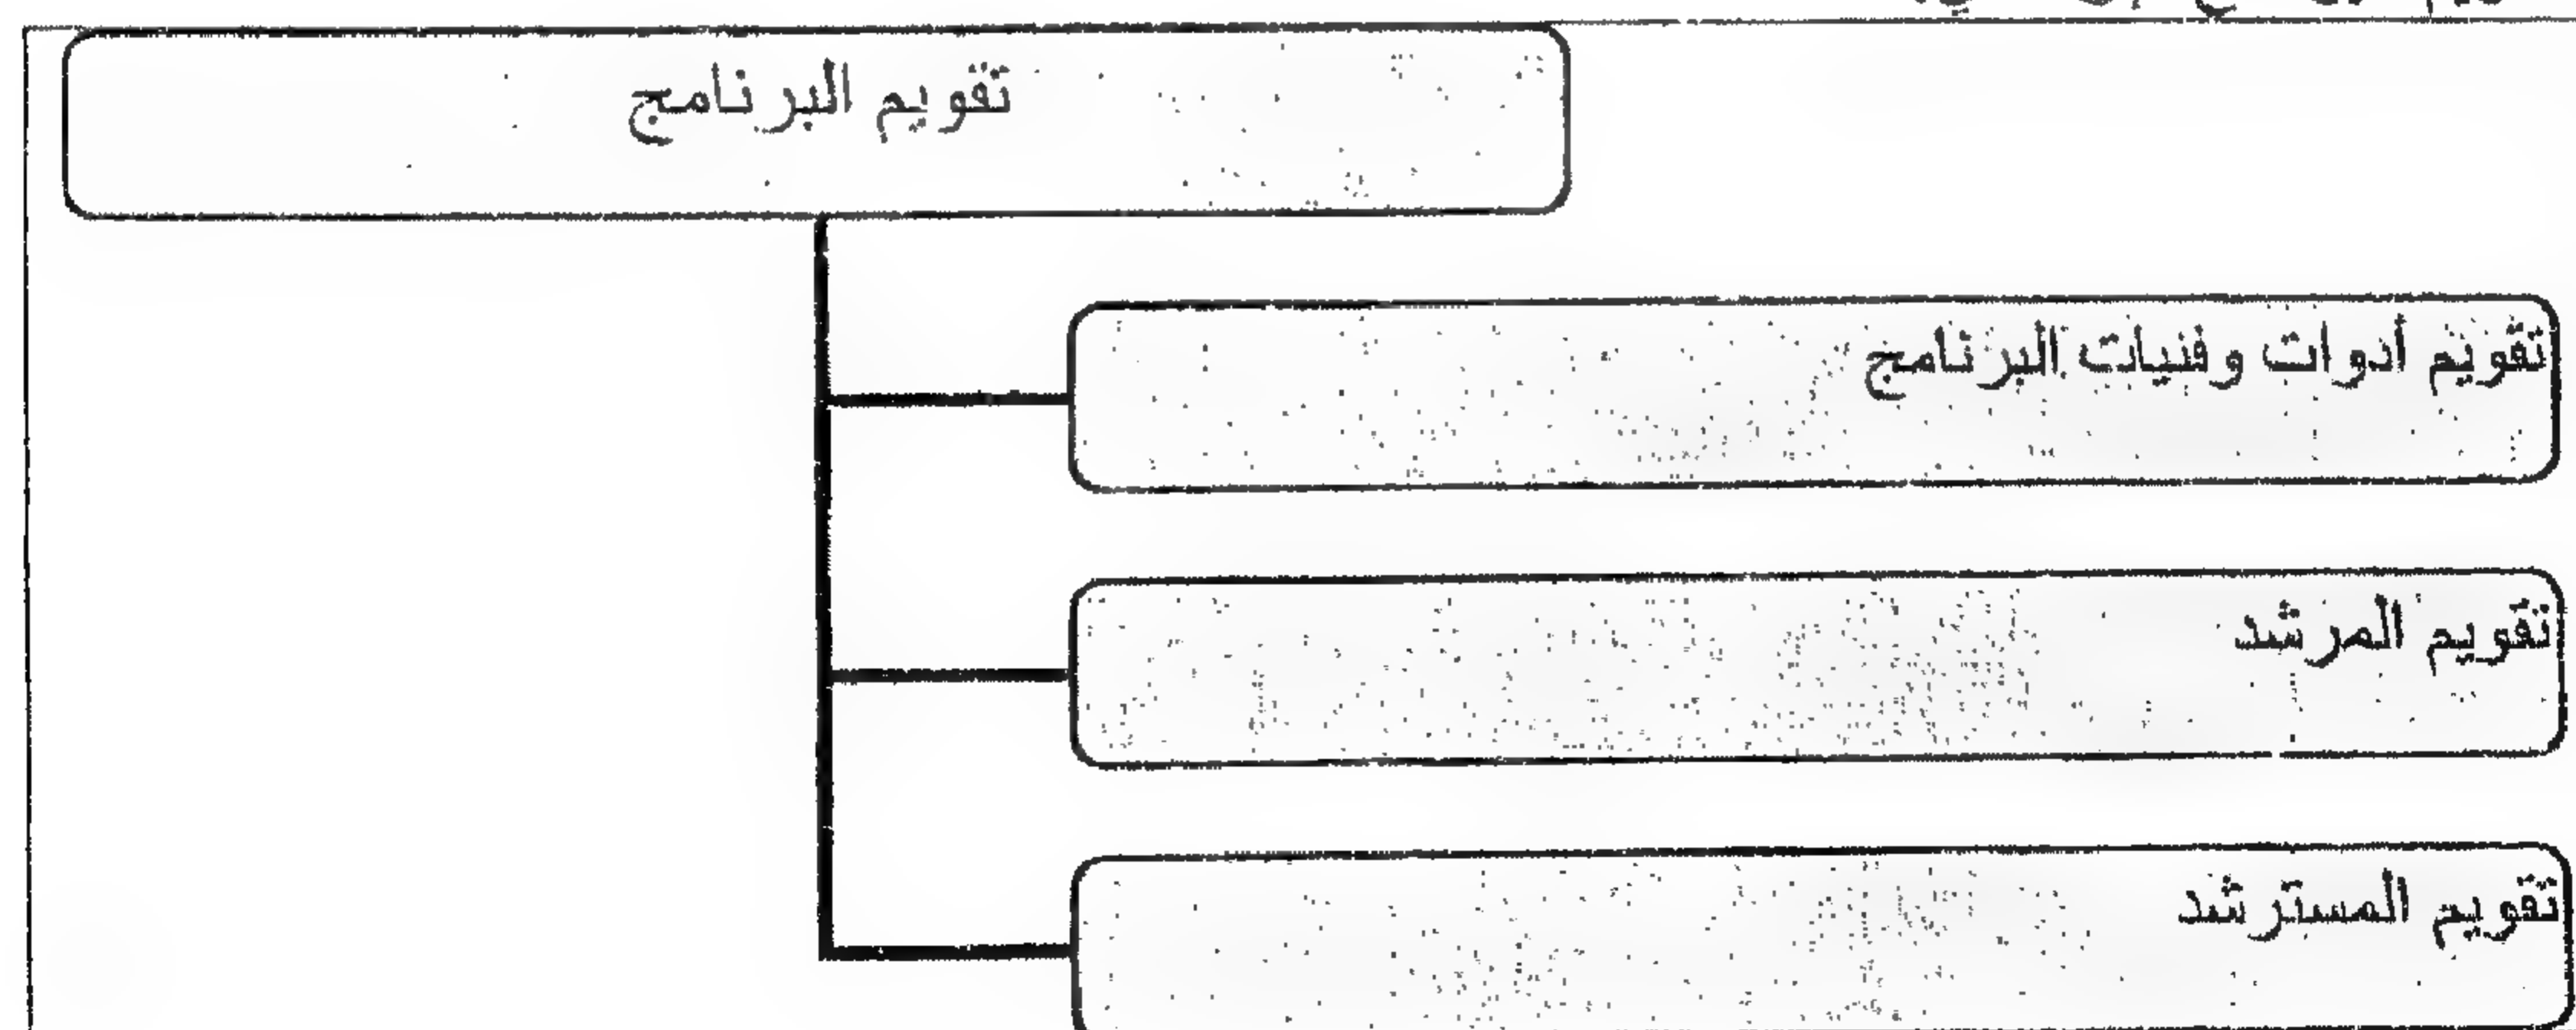 تقويم البرنامج
تقويم أدوات وفنيات البرنامج
تقويم المرشد
تقويم المسترشد